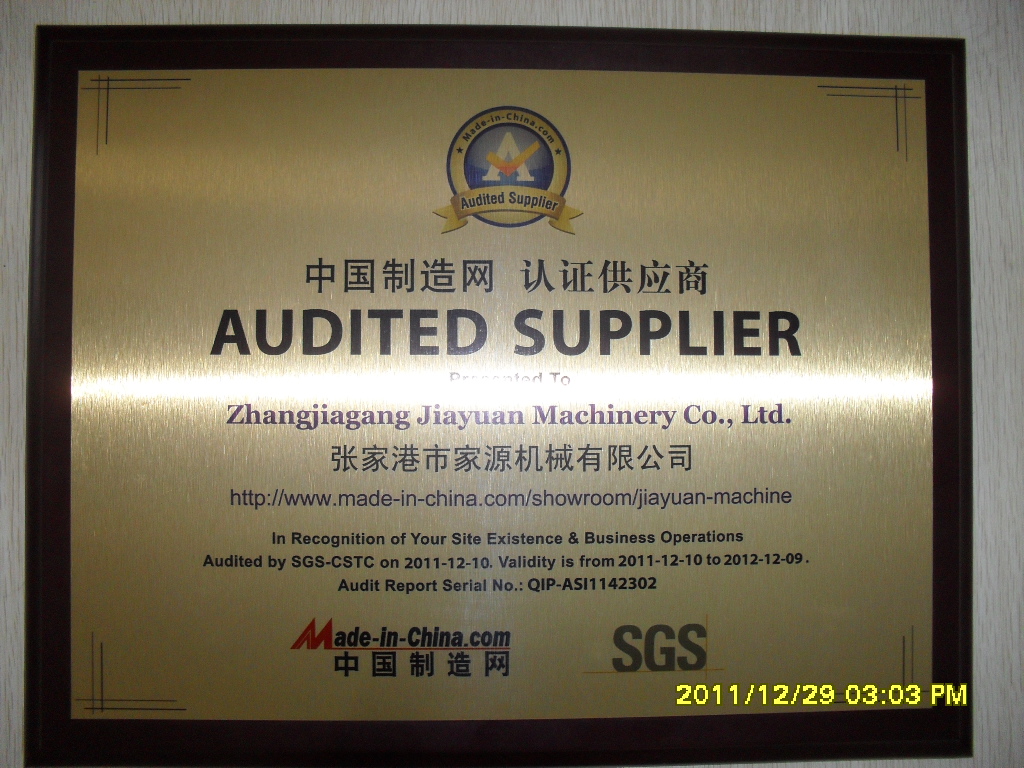 Made-in-China.com
A
Audited Supplier
中国制造网 认证供应商
AUDITED SUPPLIER
Presented To
Zhangjiagang Jiayuan Machinery Co., Ltd.
张家港市家源机械有限公司
http://www.made-in-china.com/showroom/jiayuan-machine
In Recognition of Your Site Existence & Business Operations
Audited by SGS-CSTC on 2011-12-10. Validity is from 2011-12-10 to 2012-12-09.
Audit Report Serial No.: QIP-ASI1142302
Made-in-China.com
中国制造网
SGS
2011/12/29 03:03 PM